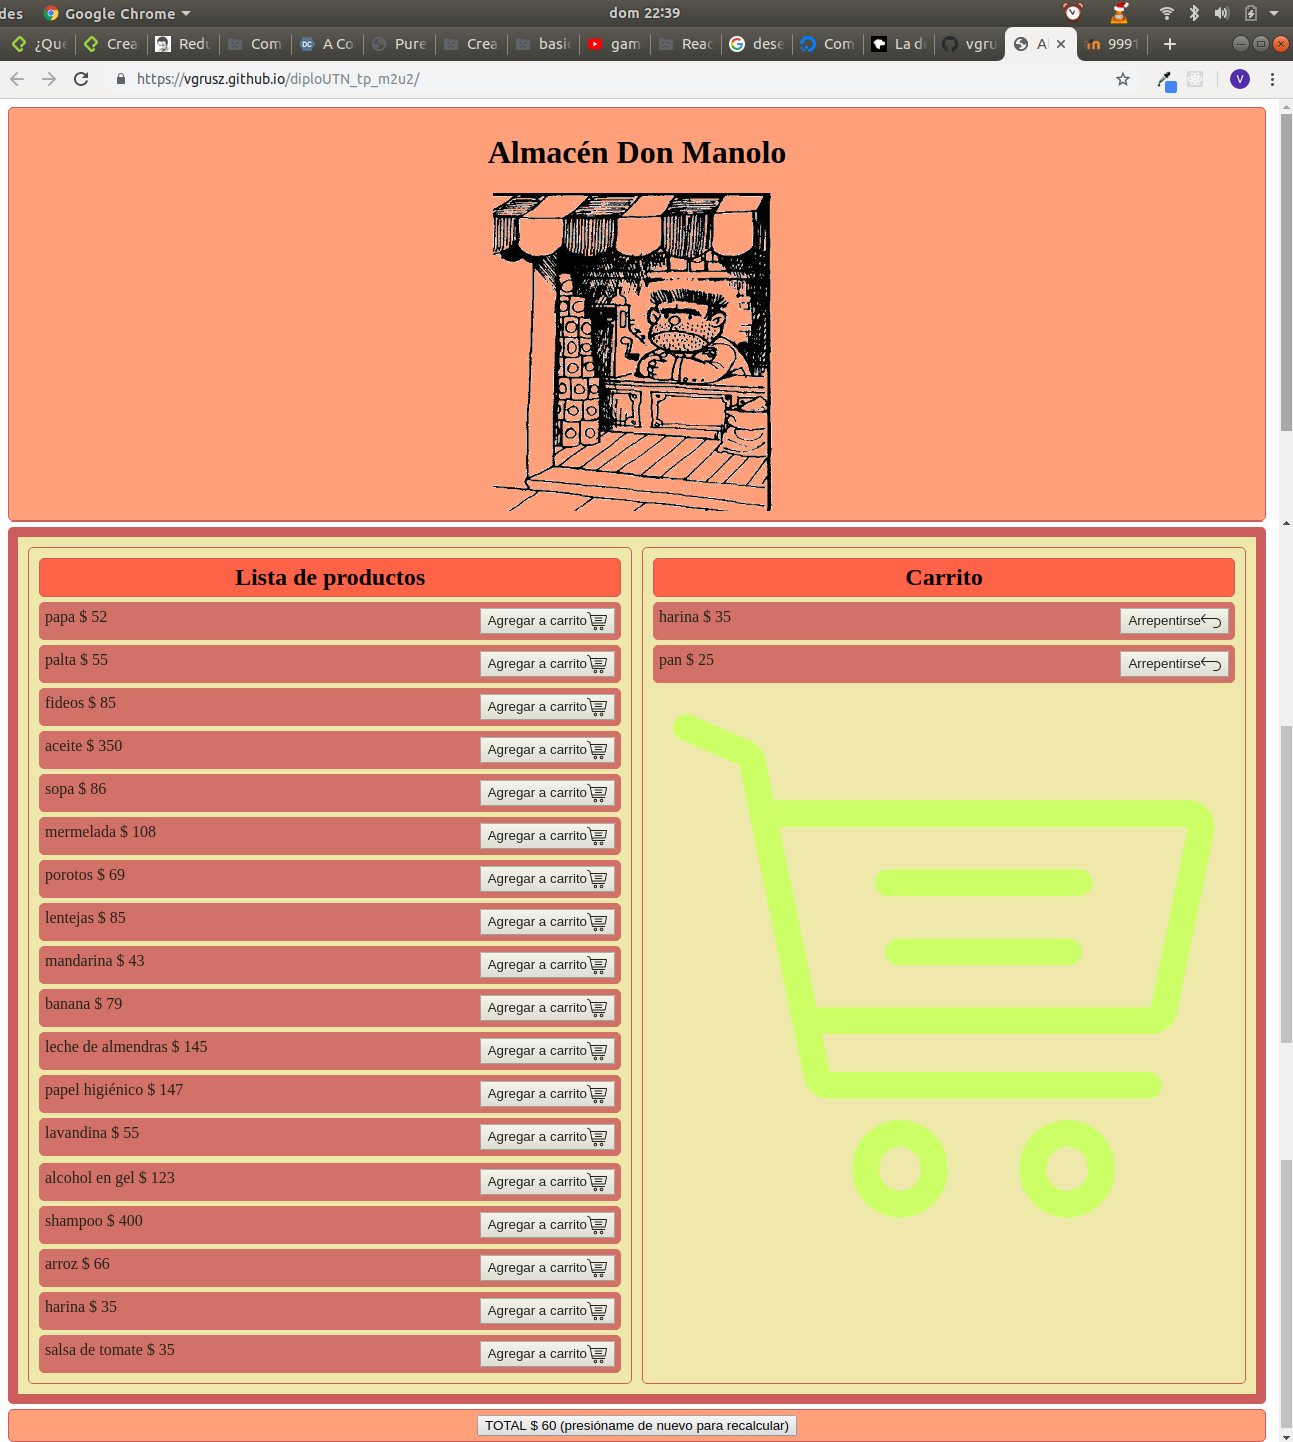 des Google Chrome dom 22:39
¿Qué Crea Redu Com A Co Pure Crea basic gam Reac dese Com La de vgru Al 9991
https://vgrusz.github.io/diploUTN_tp_m2u2/ V
Almacén Don Manolo
Lista de productos
papa $ 52 Agregar a carrito
palta $ 55 Agregar a carrito
fideos $ 85 Agregar a carrito
aceite $ 350 Agregar a carrito
sopa $ 86 Agregar a carrito
mermelada $ 108 Agregar a carrito
porotos $ 69 Agregar a carrito
lentejas $ 85 Agregar a carrito
mandarina $ 43 Agregar a carrito
banana $ 79 Agregar a carrito
leche de almendras $ 145 Agregar a carrito
papel higiénico $ 147 Agregar a carrito
lavandina $ 55 Agregar a carrito
alcohol en gel $ 123 Agregar a carrito
shampoo $ 400 Agregar a carrito
arroz $ 66 Agregar a carrito
harina $ 35 Agregar a carrito
salsa de tomate $ 35 Agregar a carrito
Carrito
harina $ 35 Arrepentirse
pan $ 25 Arrepentirse
TOTAL $ 60 (presióname de nuevo para recalcular)